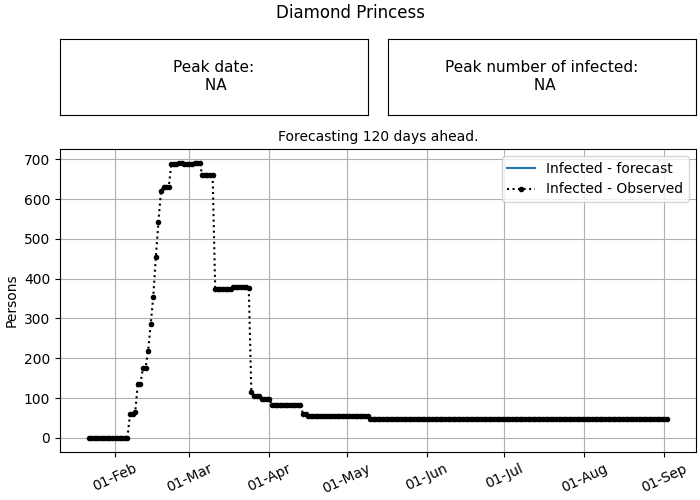 Diamond Princess
Peak date:
NA
Peak number of infected:
NA
Forecasting 120 days ahead.
Infected - forecast
Infected - Observed
Persons
700
600
500
400
300
200
100
0
01-Feb
01-Mar
01-Apr
01-May
01-Jun
01-Jul
01-Aug
01-Sep